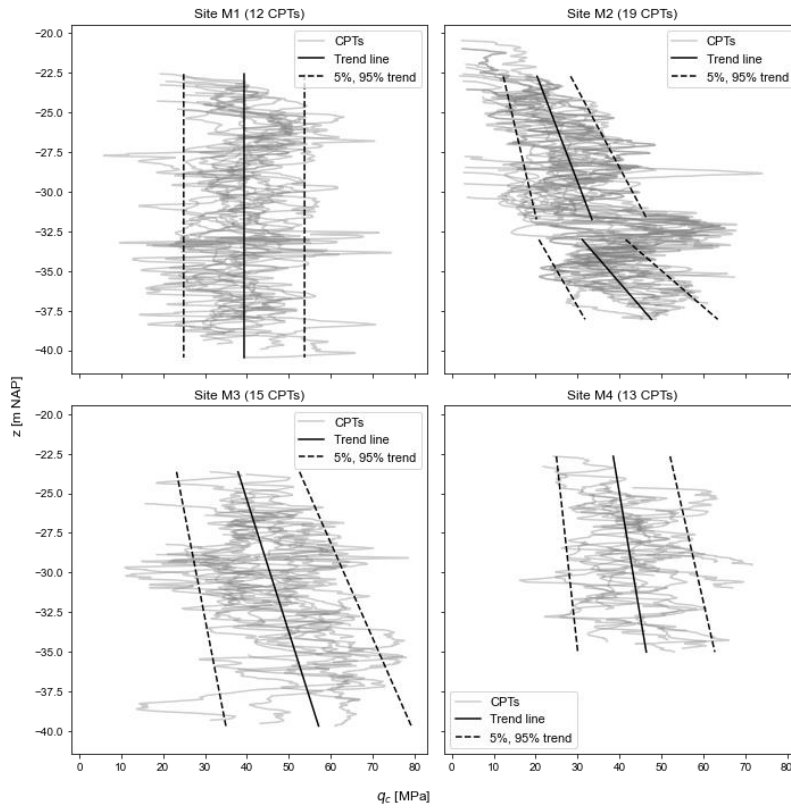 Site M1 (12 CPTs)
Site M2 (19 CPTs)
−20.0
−22.5
−25.0
−27.5
−30.0
−32.5
−35.0
−37.5
−40.0
CPTs
Trend line
5%, 95% trend
CPTs
Trend line
5%, 95% trend
z [m NAP]
Site M3 (15 CPTs)
Site M4 (13 CPTs)
−20.0
−22.5
−25.0
−27.5
−30.0
−32.5
−35.0
−37.5
−40.0
CPTs
Trend line
5%, 95% trend
CPTs
Trend line
5%, 95% trend
0 10 20 30 40 50 60 70 80
0 10 20 30 40 50 60 70 80
q_c [MPa]